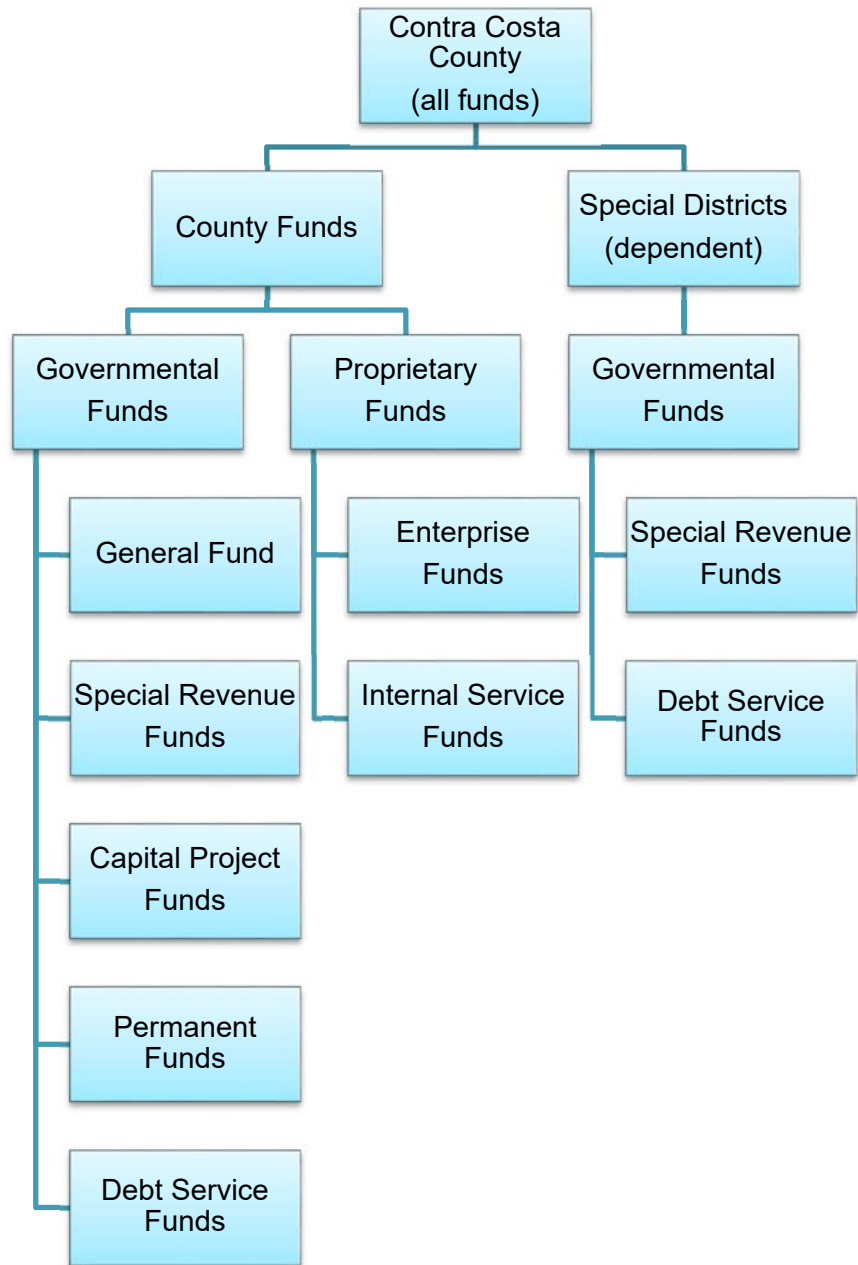 Contra Costa
County
(all funds)
County Funds
Special Districts
(dependent)
Governmental
Funds
Proprietary
Funds
Governmental
Funds
General Fund
Enterprise
Funds
Special Revenue
Funds
Special Revenue
Funds
Internal Service
Funds
Debt Service
Funds
Capital Project
Funds
Permanent
Funds
Debt Service
Funds